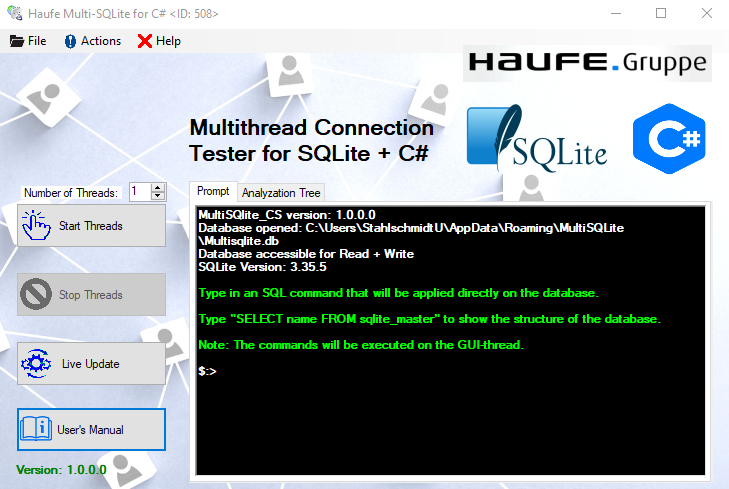 Haufe Multi-SQLite for C# <ID: 508>
File Actions Help
HAUFE.Gruppe
Multithread Connection
Tester for SQLite + C#
SQLite
C#
Number of Threads: 1
Start Threads
Stop Threads
Live Update
User's Manual
Version: 1.0.0.0
Prompt Analyzation Tree
MultiSQlite_CS version: 1.0.0.0
Database opened: C:\Users\StahlschmidtU\AppData\Roaming\MultiSQLite
\Multisqlite.db
Database accessible for Read + Write
SQLite Version: 3.35.5
Type in an SQL command that will be applied directly on the database.
Type "SELECT name FROM sqlite_master" to show the structure of the database.
Note: The commands will be executed on the GUI-thread.
$:>